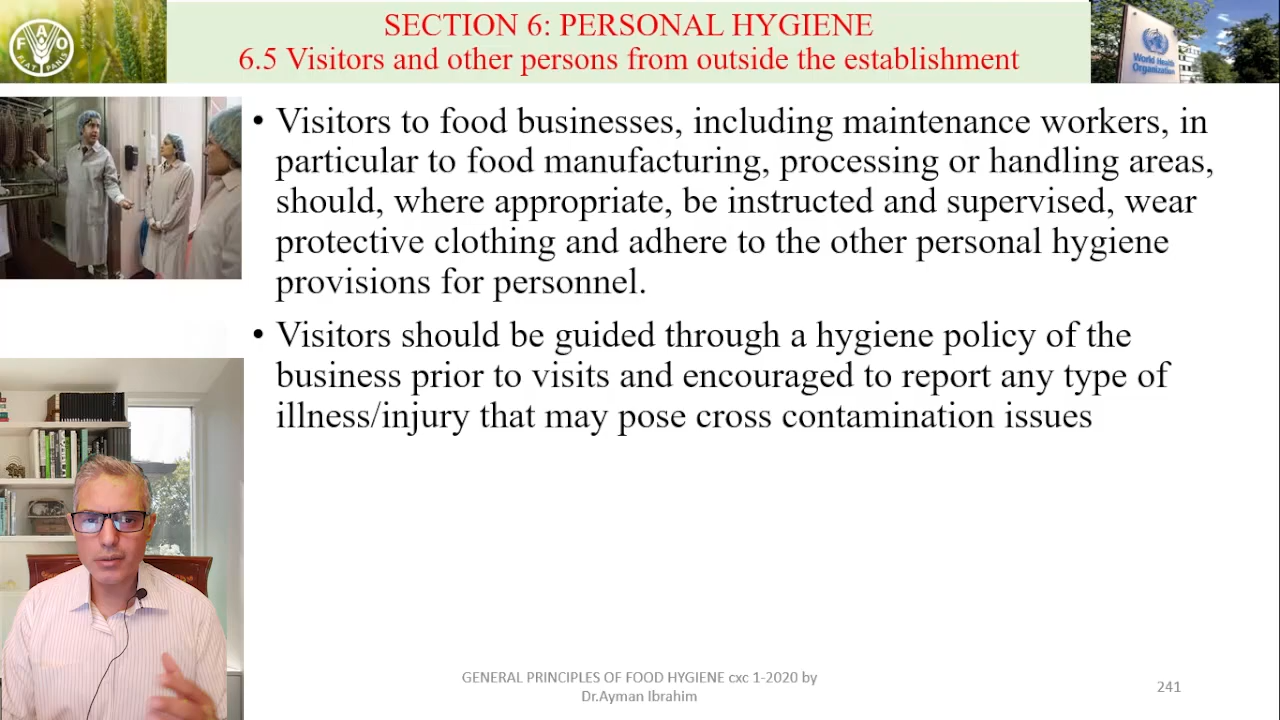 SECTION 6: PERSONAL HYGIENE
6.5 Visitors and other persons from outside the establishment
FAO
FIAT PANIS
World Health
Organization
• Visitors to food businesses, including maintenance workers, in
particular to food manufacturing, processing or handling areas,
should, where appropriate, be instructed and supervised, wear
protective clothing and adhere to the other personal hygiene
provisions for personnel.
• Visitors should be guided through a hygiene policy of the
business prior to visits and encouraged to report any type of
illness/injury that may pose cross contamination issues
GENERAL PRINCIPLES OF FOOD HYGIENE cxc 1-2020 by
Dr.Ayman Ibrahim
241